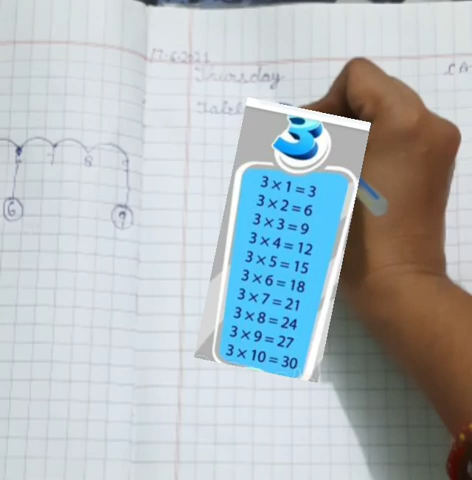 17-6-2021
Thursday
6
7
8
6
9
3
3 × 1 = 3
3 × 2 = 6
3 × 3 = 9
3 × 4 = 12
3 × 5 = 15
3 × 6 = 18
3 × 7 = 21
3 × 8 = 24
3 × 9 = 27
3 × 10 = 30